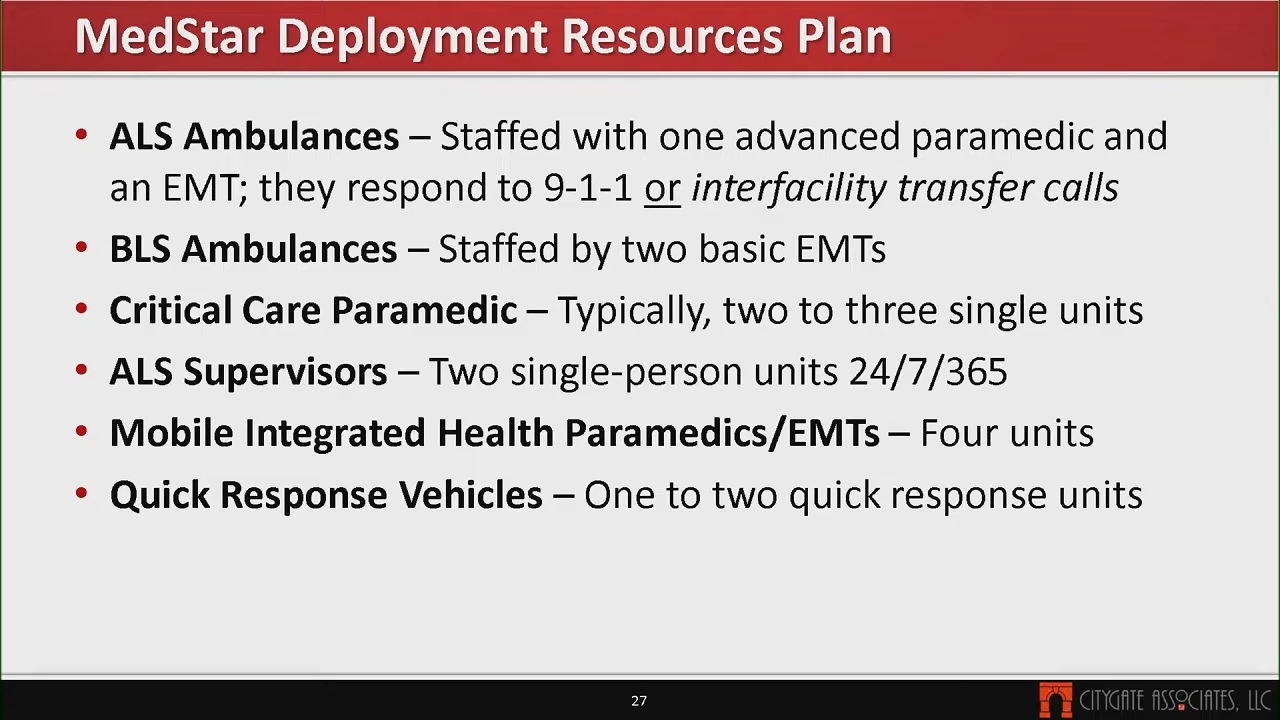 MedStar Deployment Resources Plan
• ALS Ambulances – Staffed with one advanced paramedic and
an EMT; they respond to 9-1-1 or interfacility transfer calls
• BLS Ambulances – Staffed by two basic EMTs
• Critical Care Paramedic – Typically, two to three single units
• ALS Supervisors – Two single-person units 24/7/365
• Mobile Integrated Health Paramedics/EMTs – Four units
• Quick Response Vehicles – One to two quick response units
27
CITYGATE ASSOCIATES, LLC